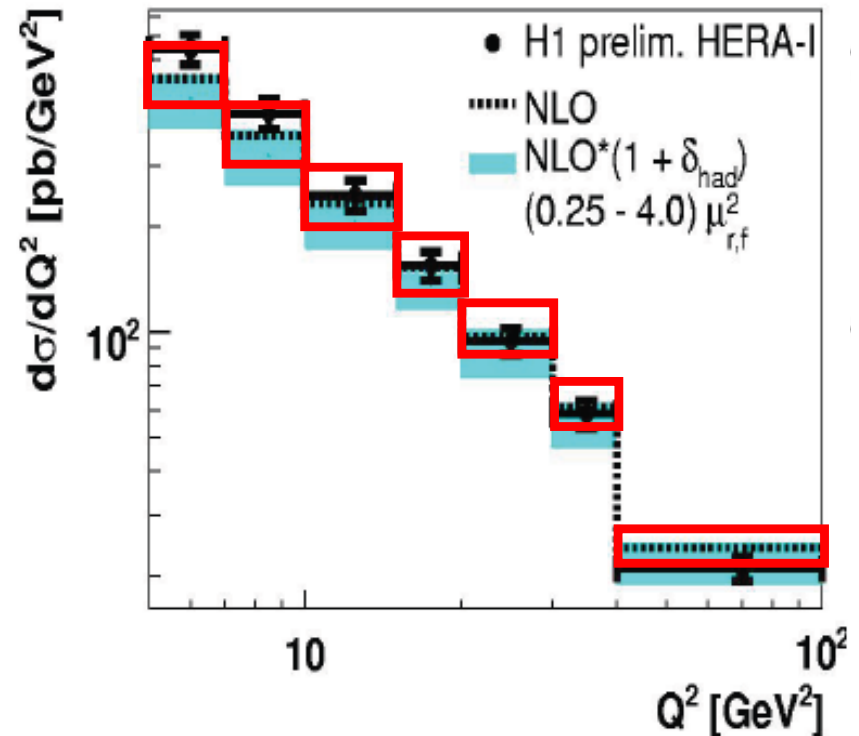 dσ/dQ² [pb/GeV²]
H1 prelim. HERA-I
NLO
NLO*(1 + δhad)
(0.25 - 4.0) μ²r,f
10²
10
10²
Q² [GeV²]